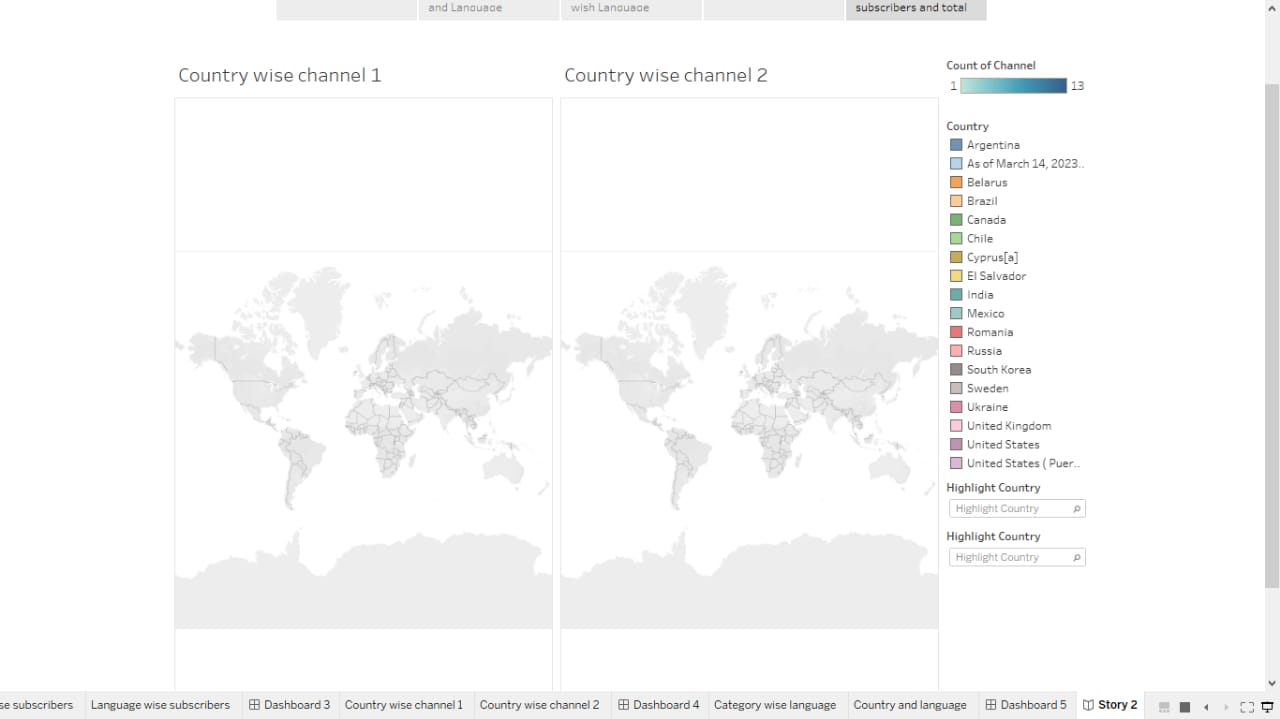 and Language
wish Language
subscribers and total
Country wise channel 1
Country wise channel 2
Count of Channel
1
13
Country
Argentina
As of March 14, 2023..
Belarus
Brazil
Canada
Chile
Cyprus[a]
El Salvador
India
Mexico
Romania
Russia
South Korea
Sweden
Ukraine
United Kingdom
United States
United States ( Puer..
Highlight Country
Highlight Country
Highlight Country
Highlight Country
se subscribers
Language wise subscribers
Dashboard 3
Country wise channel 1
Country wise channel 2
Dashboard 4
Category wise language
Country and language
Dashboard 5
Story 2